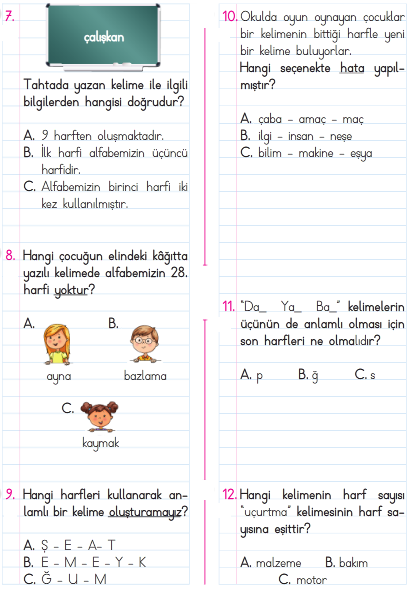 7.
çalışkan
Tahtada yazan kelime ile ilgili
bilgilerden hangisi doğrudur?
A. 9 harften oluşmaktadır.
B. İlk harfi alfabemizin üçüncü
harfidir.
C. Alfabemizin birinci harfi iki
kez kullanılmıştır.
8. Hangi çocuğun elindeki kâğıtta
yazılı kelimede alfabemizin 28.
harfi yoktur?
A. B.
ayna bazlama
C.
kaymak
9. Hangi harfleri kullanarak an-
lamlı bir kelime oluşturamayız?
A. Ş - E - A- T
B. E - M - E - Y - K
C. Ğ - U - M
10. Okulda oyun oynayan çocuklar
bir kelimenin bittiği harfle yeni
bir kelime buluyorlar.
Hangi seçenekte hata yapıl-
mıştır?
A. çaba - amaç - maç
B. ilgi - insan - neşe
C. bilim - makine - eşya
11. "Da_ Ya_ Ba_" kelimelerin
üçünün de anlamlı olması için
son harfleri ne olmalıdır?
A. p B. ğ C. s
12. Hangi kelimenin harf sayısı
"uçurtma" kelimesinin harf sa-
yısına eşittir?
A. malzeme B. bakım
C. motor